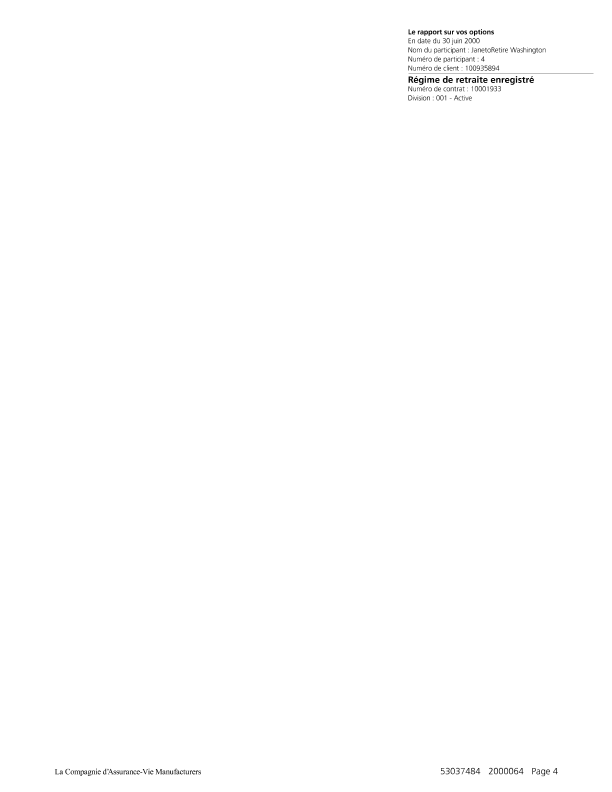 Le rapport sur vos options
En date du 30 juin 2000
Nom du participant : JanetoRetire Washington
Numéro de participant : 4
Numéro de client : 100935894
Régime de retraite enregistré
Numéro de contrat : 10001933
Division : 001 - Active
La Compagnie d'Assurance-Vie Manufacturers 53037484 2000064 Page 4